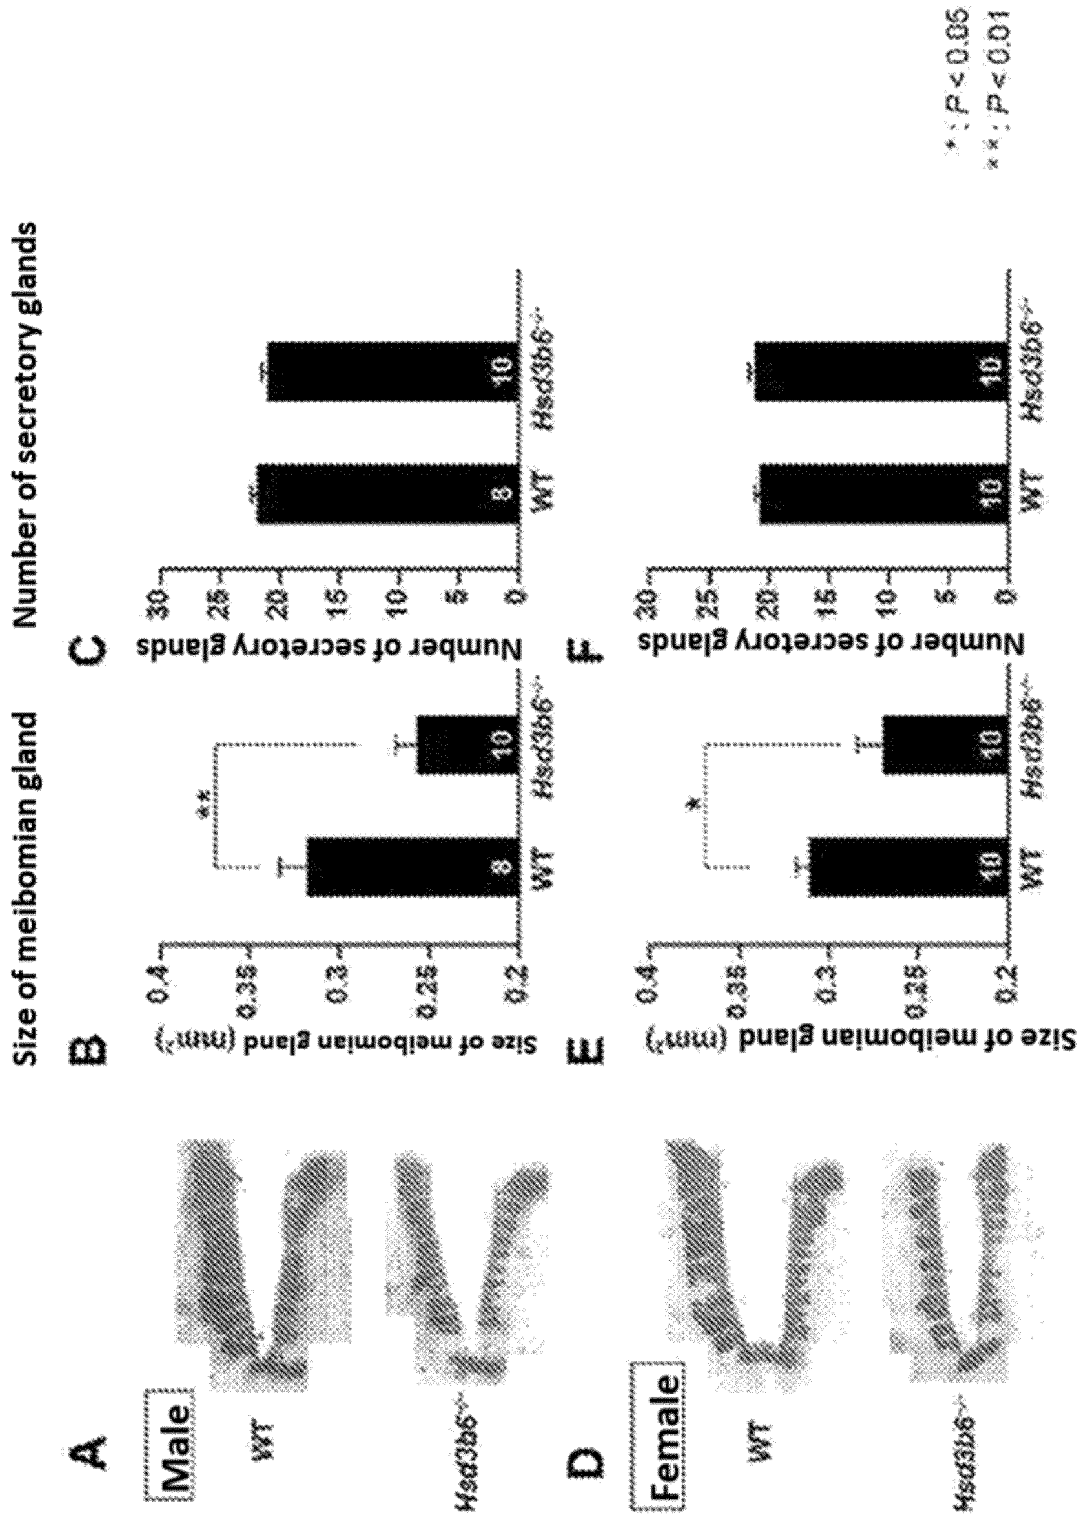 Size of meibomian gland
Number of secretory glands
A
Male
WT
Hsd3b6-/-
B
Size of meibomian gland (mm²)
0.4
0.35
0.3
0.25
0.2
**
8
10
WT
Hsd3b6-/-
C
Number of secretory glands
30
25
20
15
10
5
0
8
10
WT
Hsd3b6-/-
D
Female
WT
Hsd3b6-/-
E
Size of meibomian gland (mm²)
0.4
0.35
0.3
0.25
0.2
*
10
10
WT
Hsd3b6-/-
F
Number of secretory glands
30
25
20
15
10
5
0
10
10
WT
Hsd3b6-/-
*: P < 0.05
**: P < 0.01